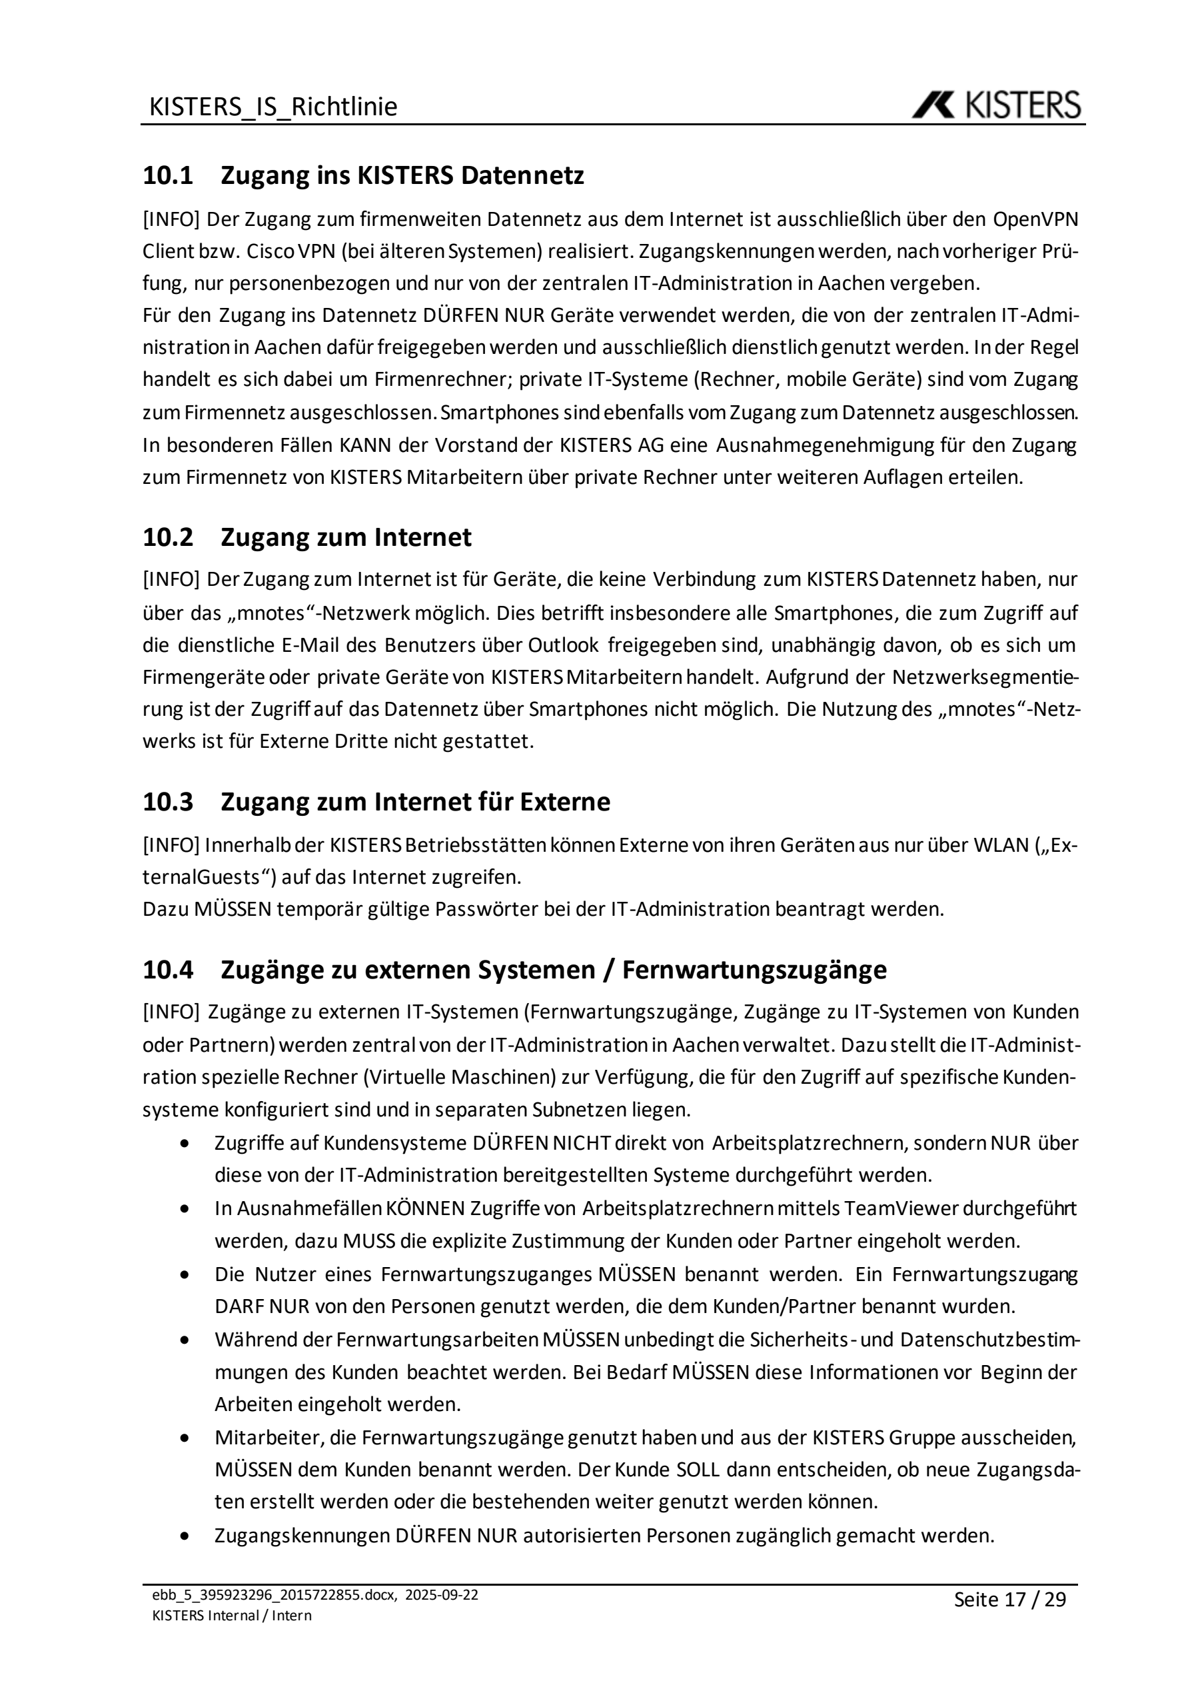 KISTERS_IS_Richtlinie
KISTERS
10.1 Zugang ins KISTERS Datennetz
[INFO] Der Zugang zum firmenweiten Datennetz aus dem Internet ist ausschließlich über den OpenVPN
Client bzw. Cisco VPN (bei älteren Systemen) realisiert. Zugangskennungen werden, nach vorheriger Prü-
fung, nur personenbezogen und nur von der zentralen IT-Administration in Aachen vergeben.
Für den Zugang ins Datennetz DÜRFEN NUR Geräte verwendet werden, die von der zentralen IT-Admi-
nistration in Aachen dafür freigegeben werden und ausschließlich dienstlich genutzt werden. In der Regel
handelt es sich dabei um Firmenrechner; private IT-Systeme (Rechner, mobile Geräte) sind vom Zugang
zum Firmennetz ausgeschlossen. Smartphones sind ebenfalls vom Zugang zum Datennetz ausgeschlossen.
In besonderen Fällen KANN der Vorstand der KISTERS AG eine Ausnahmegenehmigung für den Zugang
zum Firmennetz von KISTERS Mitarbeitern über private Rechner unter weiteren Auflagen erteilen.
10.2 Zugang zum Internet
[INFO] Der Zugang zum Internet ist für Geräte, die keine Verbindung zum KISTERS Datennetz haben, nur
über das „mnotes“-Netzwerk möglich. Dies betrifft insbesondere alle Smartphones, die zum Zugriff auf
die dienstliche E-Mail des Benutzers über Outlook freigegeben sind, unabhängig davon, ob es sich um
Firmengeräte oder private Geräte von KISTERS Mitarbeitern handelt. Aufgrund der Netzwerksegmentie-
rung ist der Zugriff auf das Datennetz über Smartphones nicht möglich. Die Nutzung des „mnotes“-Netz-
werks ist für Externe Dritte nicht gestattet.
10.3 Zugang zum Internet für Externe
[INFO] Innerhalb der KISTERS Betriebsstätten können Externe von ihren Geräten aus nur über WLAN („Ex-
ternalGuests“) auf das Internet zugreifen.
Dazu MÜSSEN temporär gültige Passwörter bei der IT-Administration beantragt werden.
10.4 Zugänge zu externen Systemen / Fernwartungszugänge
[INFO] Zugänge zu externen IT-Systemen (Fernwartungszugänge, Zugänge zu IT-Systemen von Kunden
oder Partnern) werden zentral von der IT-Administration in Aachen verwaltet. Dazu stellt die IT-Administ-
ration spezielle Rechner (Virtuelle Maschinen) zur Verfügung, die für den Zugriff auf spezifische Kunden-
systeme konfiguriert sind und in separaten Subnetzen liegen.
• Zugriffe auf Kundensysteme DÜRFEN NICHT direkt von Arbeitsplatzrechnern, sondern NUR über
diese von der IT-Administration bereitgestellten Systeme durchgeführt werden.
• In Ausnahmefällen KÖNNEN Zugriffe von Arbeitsplatzrechnern mittels TeamViewer durchgeführt
werden, dazu MUSS die explizite Zustimmung der Kunden oder Partner eingeholt werden.
• Die Nutzer eines Fernwartungszuganges MÜSSEN benannt werden. Ein Fernwartungszugang
DARF NUR von den Personen genutzt werden, die dem Kunden/Partner benannt wurden.
• Während der Fernwartungsarbeiten MÜSSEN unbedingt die Sicherheits- und Datenschutzbestim-
mungen des Kunden beachtet werden. Bei Bedarf MÜSSEN diese Informationen vor Beginn der
Arbeiten eingeholt werden.
• Mitarbeiter, die Fernwartungszugänge genutzt haben und aus der KISTERS Gruppe ausscheiden,
MÜSSEN dem Kunden benannt werden. Der Kunde SOLL dann entscheiden, ob neue Zugangsda-
ten erstellt werden oder die bestehenden weiter genutzt werden können.
• Zugangskennungen DÜRFEN NUR autorisierten Personen zugänglich gemacht werden.
ebb_5_395923296_2015722855.docx, 2025-09-22
Seite 17 / 29
KISTERS Internal / Intern